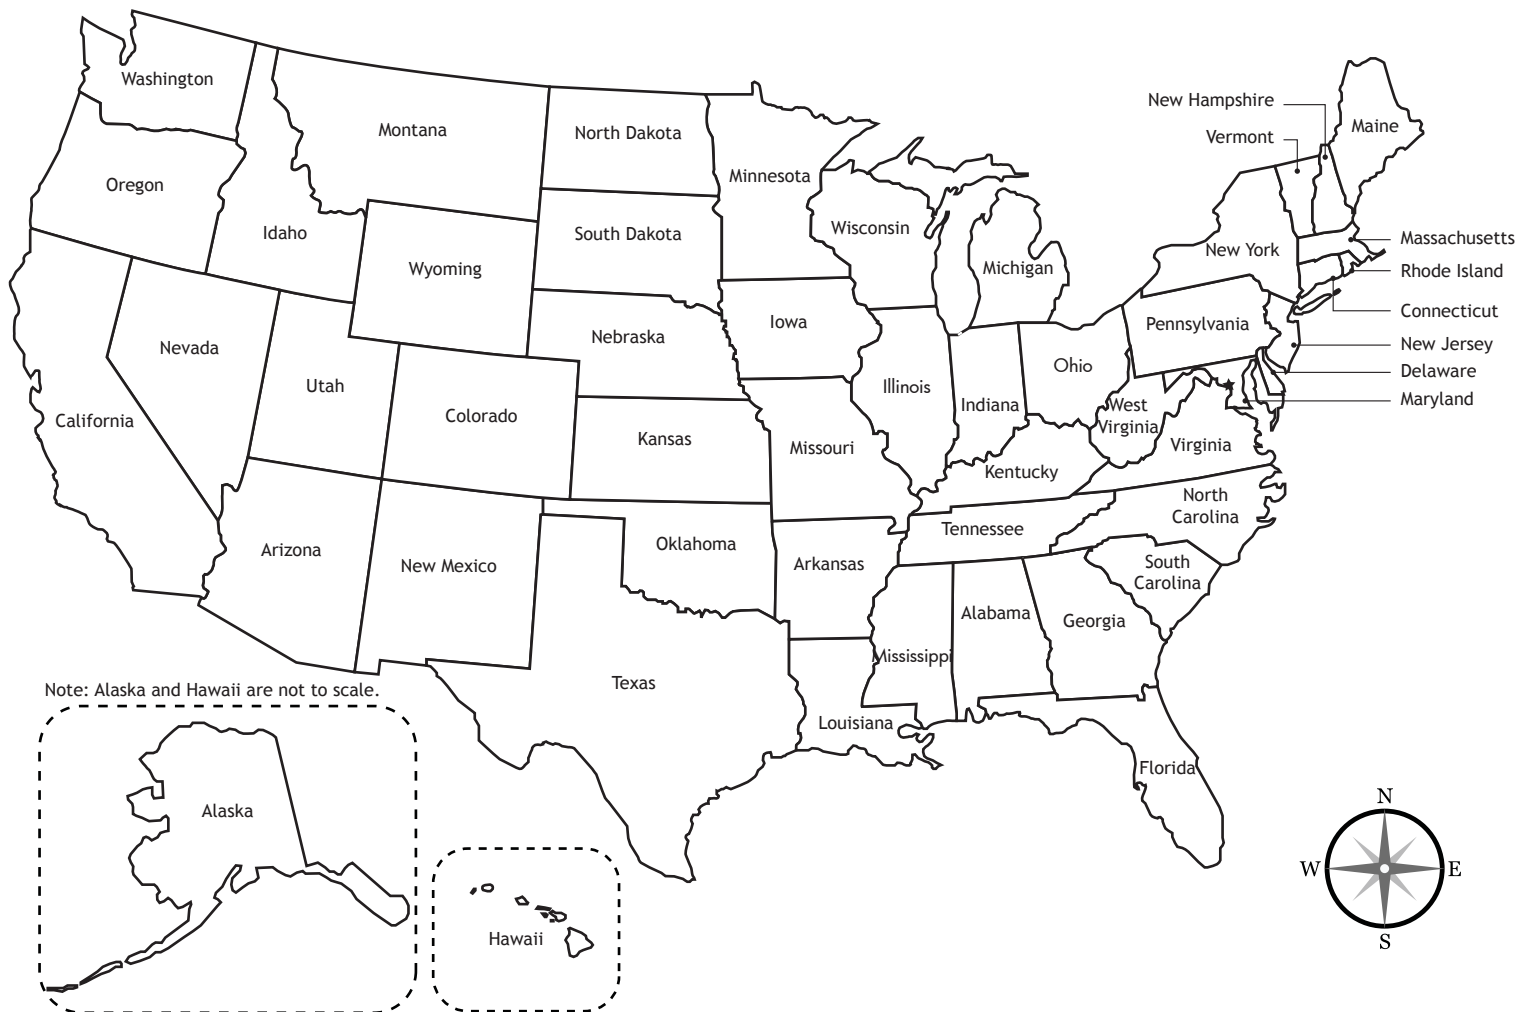 Washington
Montana
North Dakota
Minnesota
New Hampshire
Vermont
Maine
Oregon
Idaho
Wyoming
South Dakota
Wisconsin
Michigan
New York
Massachusetts
Rhode Island
Connecticut
New Jersey
Delaware
Maryland
Nevada
Utah
Colorado
Nebraska
Iowa
Illinois
Indiana
Ohio
Pennsylvania
California
Kansas
Missouri
Kentucky
West
Virginia
Virginia
Arizona
New Mexico
Oklahoma
Arkansas
Tennessee
North
Carolina
South
Carolina
Texas
Louisiana
Mississippi
Alabama
Georgia
Florida
Note: Alaska and Hawaii are not to scale.
Alaska
Hawaii
N
W
E
S